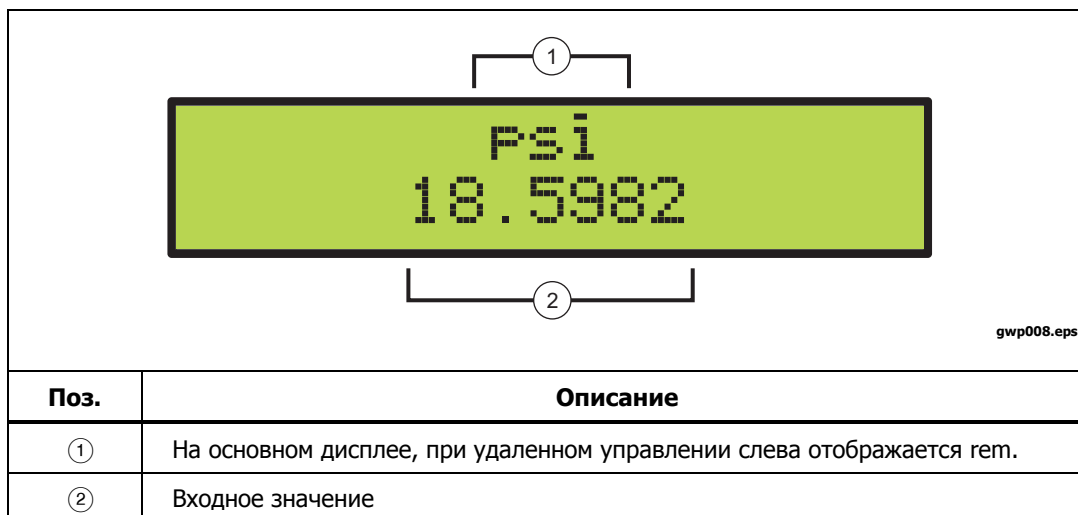 1
psi
18.5982
2
gwp008.eps
Поз. Описание
1 На основном дисплее, при удаленном управлении слева отображается rem.
2 Входное значение